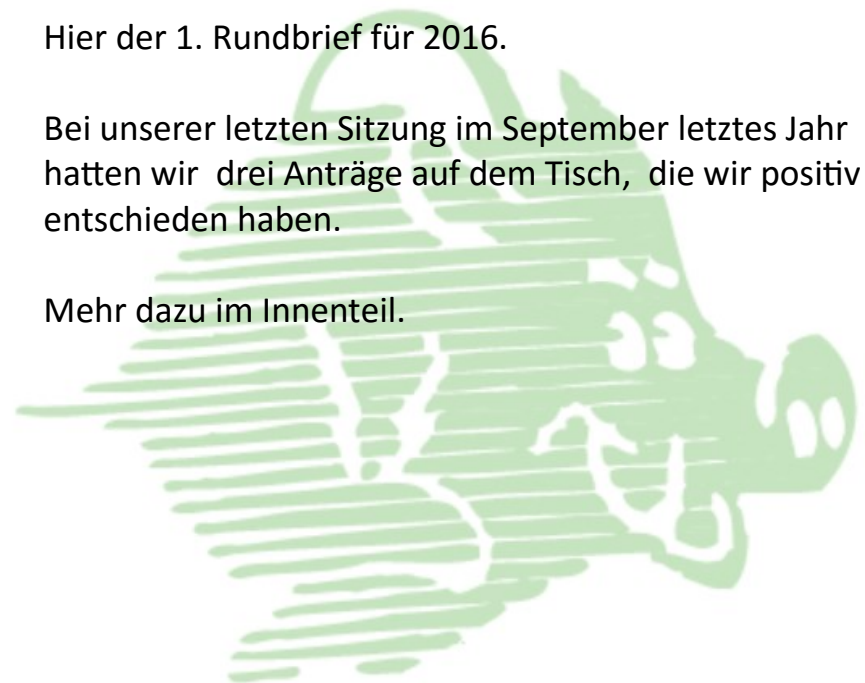 Hier der 1. Rundbrief für 2016.
Bei unserer letzten Sitzung im September letztes Jahr
hatten wir  drei Anträge auf dem Tisch,  die wir positiv
entschieden haben.
Mehr dazu im Innenteil.